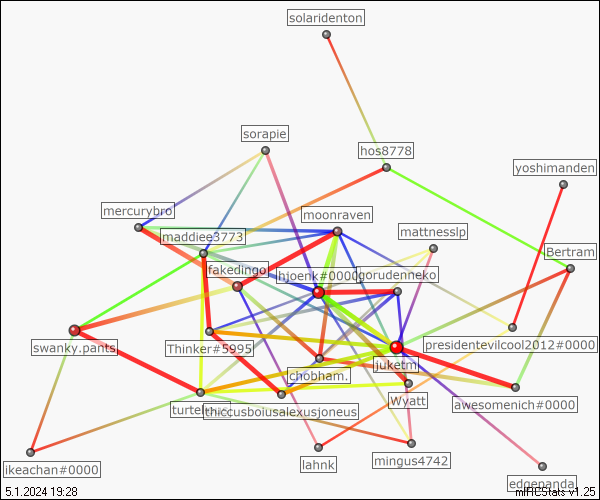 solaridenton
sorapie
hos8778
yoshimanden
mercurybro
moonraven
maddiee3773
mattnesslp
Bertram
fakedingo
hjoenk#0000
gorudenneko
swanky.pants
Thinker#5995
presidentevilcool2012#0000
chobham.
juketm
Wyatt
turtel
thiccusboiusalexusjoneus
awesomenich#0000
ikeachan#0000
lahnk
mingus4742
edgepanda
5.1.2024 19:28
mIRCStats v1.25